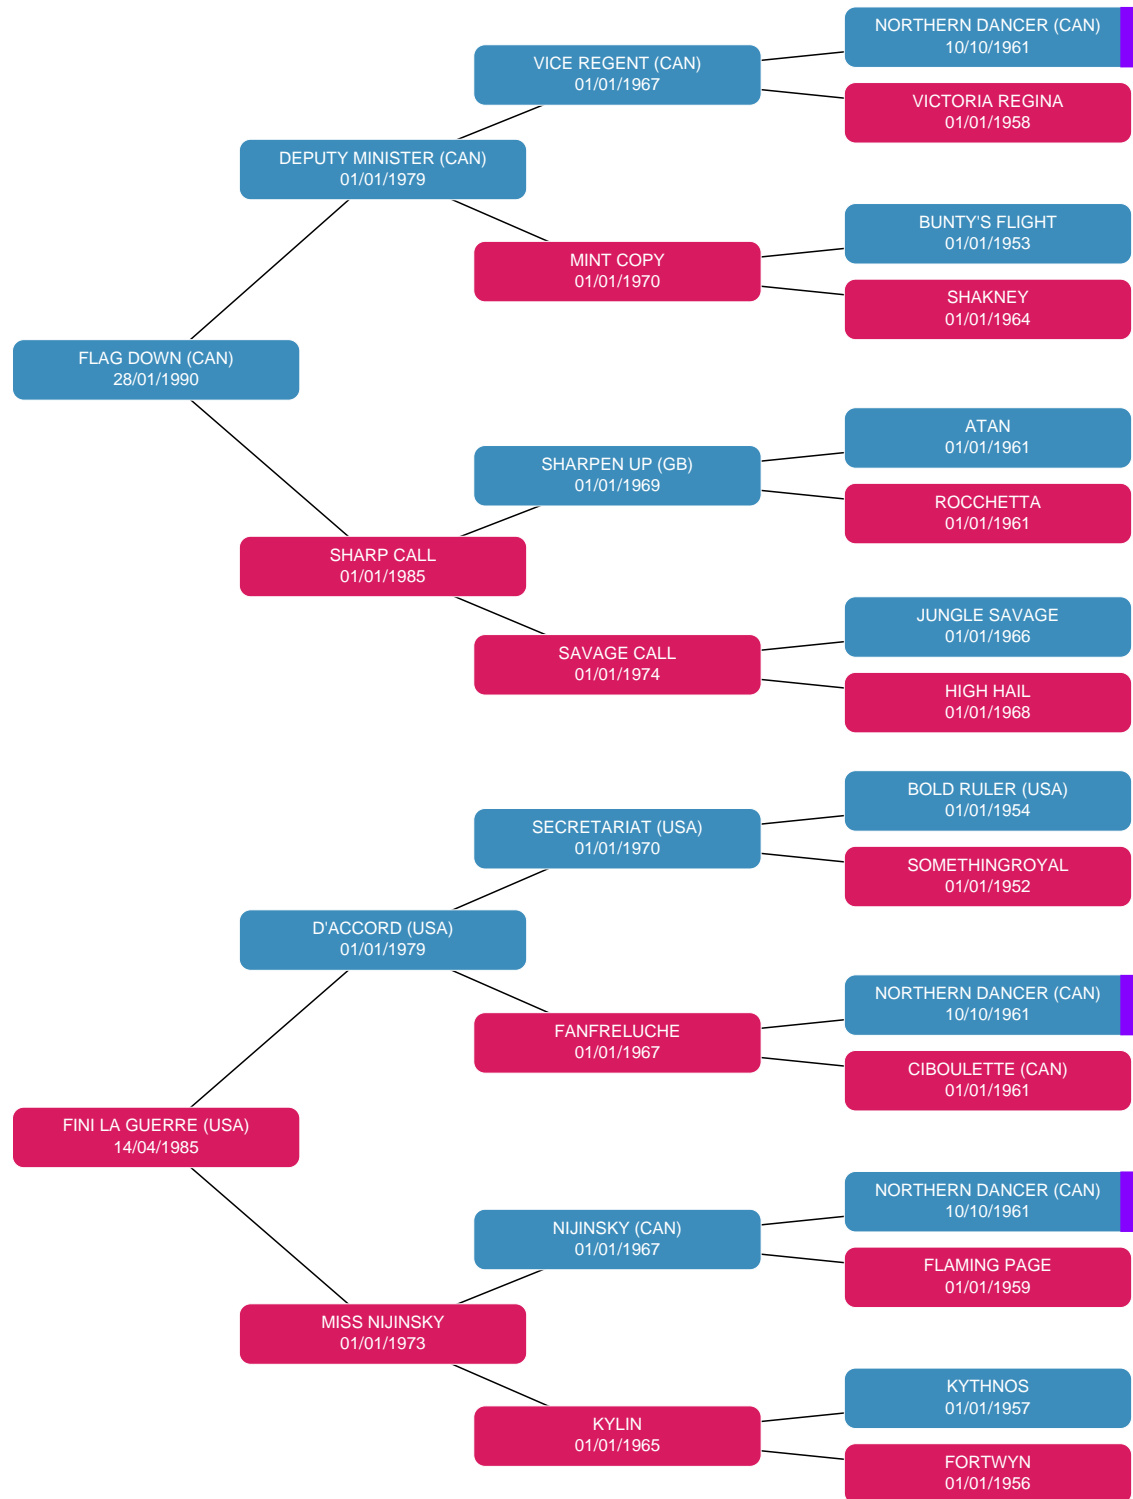 NORTHERN DANCER (CAN)
10/10/1961
VICE REGENT (CAN)
01/01/1967
VICTORIA REGINA
01/01/1958
DEPUTY MINISTER (CAN)
01/01/1979
BUNTY'S FLIGHT
01/01/1953
MINT COPY
01/01/1970
SHAKNEY
01/01/1964
FLAG DOWN (CAN)
28/01/1990
ATAN
01/01/1961
SHARPEN UP (GB)
01/01/1969
ROCCHETTA
01/01/1961
SHARP CALL
01/01/1985
JUNGLE SAVAGE
01/01/1966
SAVAGE CALL
01/01/1974
HIGH HAIL
01/01/1968
BOLD RULER (USA)
01/01/1954
SECRETARIAT (USA)
01/01/1970
SOMETHINGROYAL
01/01/1952
D'ACCORD (USA)
01/01/1979
NORTHERN DANCER (CAN)
10/10/1961
FANFRELUCHE
01/01/1967
CIBOULETTE (CAN)
01/01/1961
FINI LA GUERRE (USA)
14/04/1985
NORTHERN DANCER (CAN)
10/10/1961
NIJINSKY (CAN)
01/01/1967
FLAMING PAGE
01/01/1959
MISS NIJINSKY
01/01/1973
KYTHNOS
01/01/1957
KYLIN
01/01/1965
FORTWYN
01/01/1956